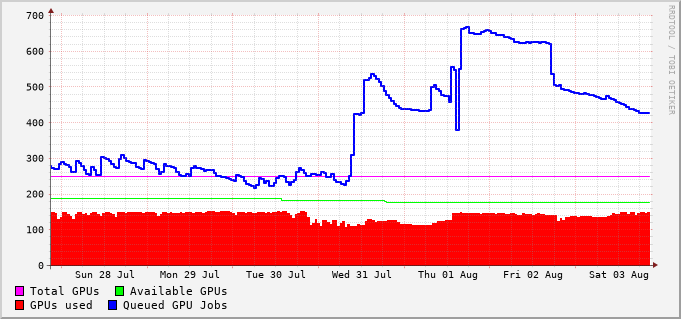 700
600
500
400
300
200
100
0
Sun 28 Jul Mon 29 Jul Tue 30 Jul Wed 31 Jul Thu 01 Aug Fri 02 Aug Sat 03 Aug
Total GPUs Available GPUs
GPUs used Queued GPU Jobs
RRDTOOL / TOBI OETIKER